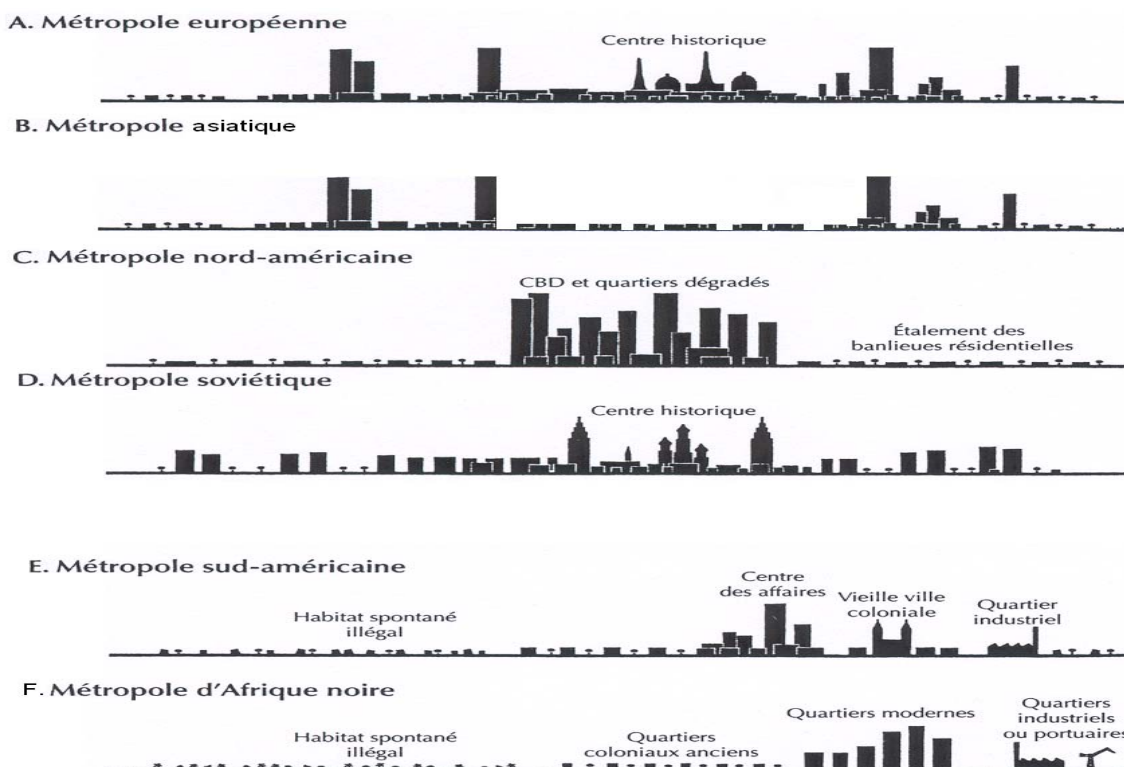 A. Métropole européenne
Centre historique
B. Métropole asiatique
C. Métropole nord-américaine
CBD et quartiers dégradés
Étalement des
banlieues résidentielles
D. Métropole soviétique
Centre historique
E. Métropole sud-américaine
Habitat spontané
illégal
Centre
des affaires
Vieille ville
coloniale
Quartier
industriel
F. Métropole d'Afrique noire
Habitat spontané
illégal
Quartiers
coloniaux anciens
Quartiers modernes
Quartiers
industriels
ou portuaires